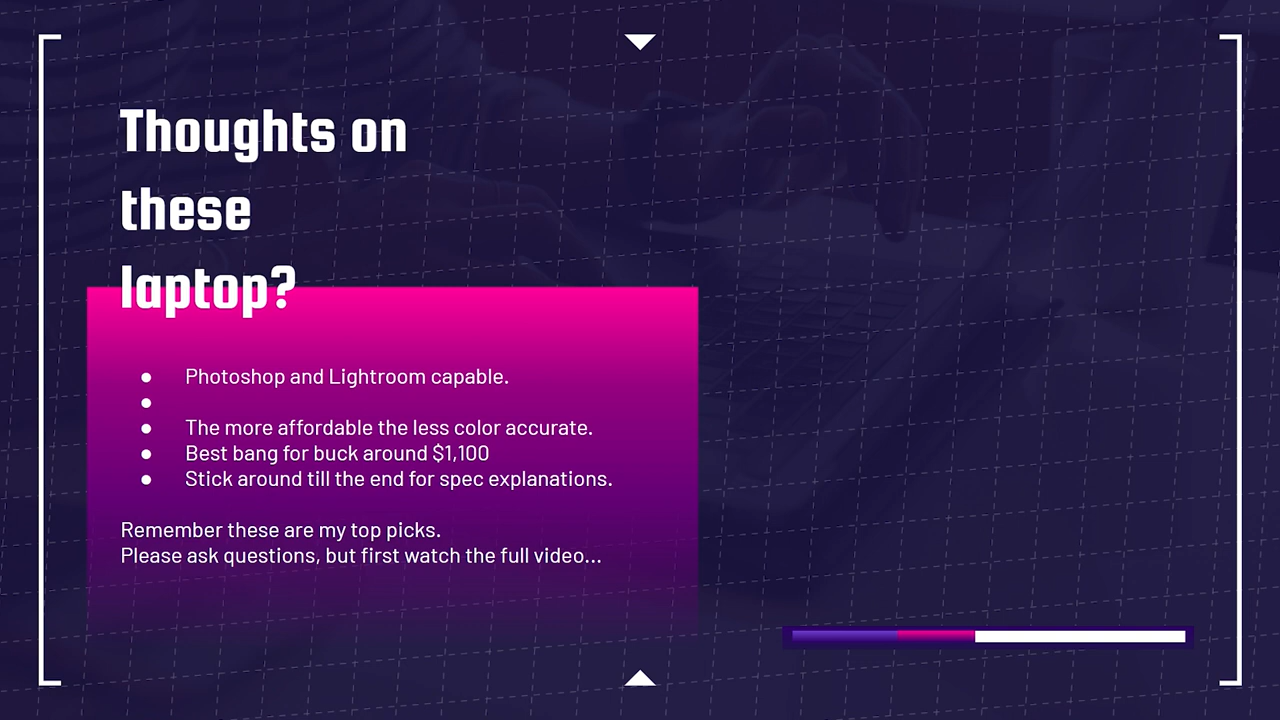 Thoughts on
these
laptop?
● Photoshop and Lightroom capable.
●
● The more affordable the less color accurate.
● Best bang for buck around $1,100
● Stick around till the end for spec explanations.
Remember these are my top picks.
Please ask questions, but first watch the full video...